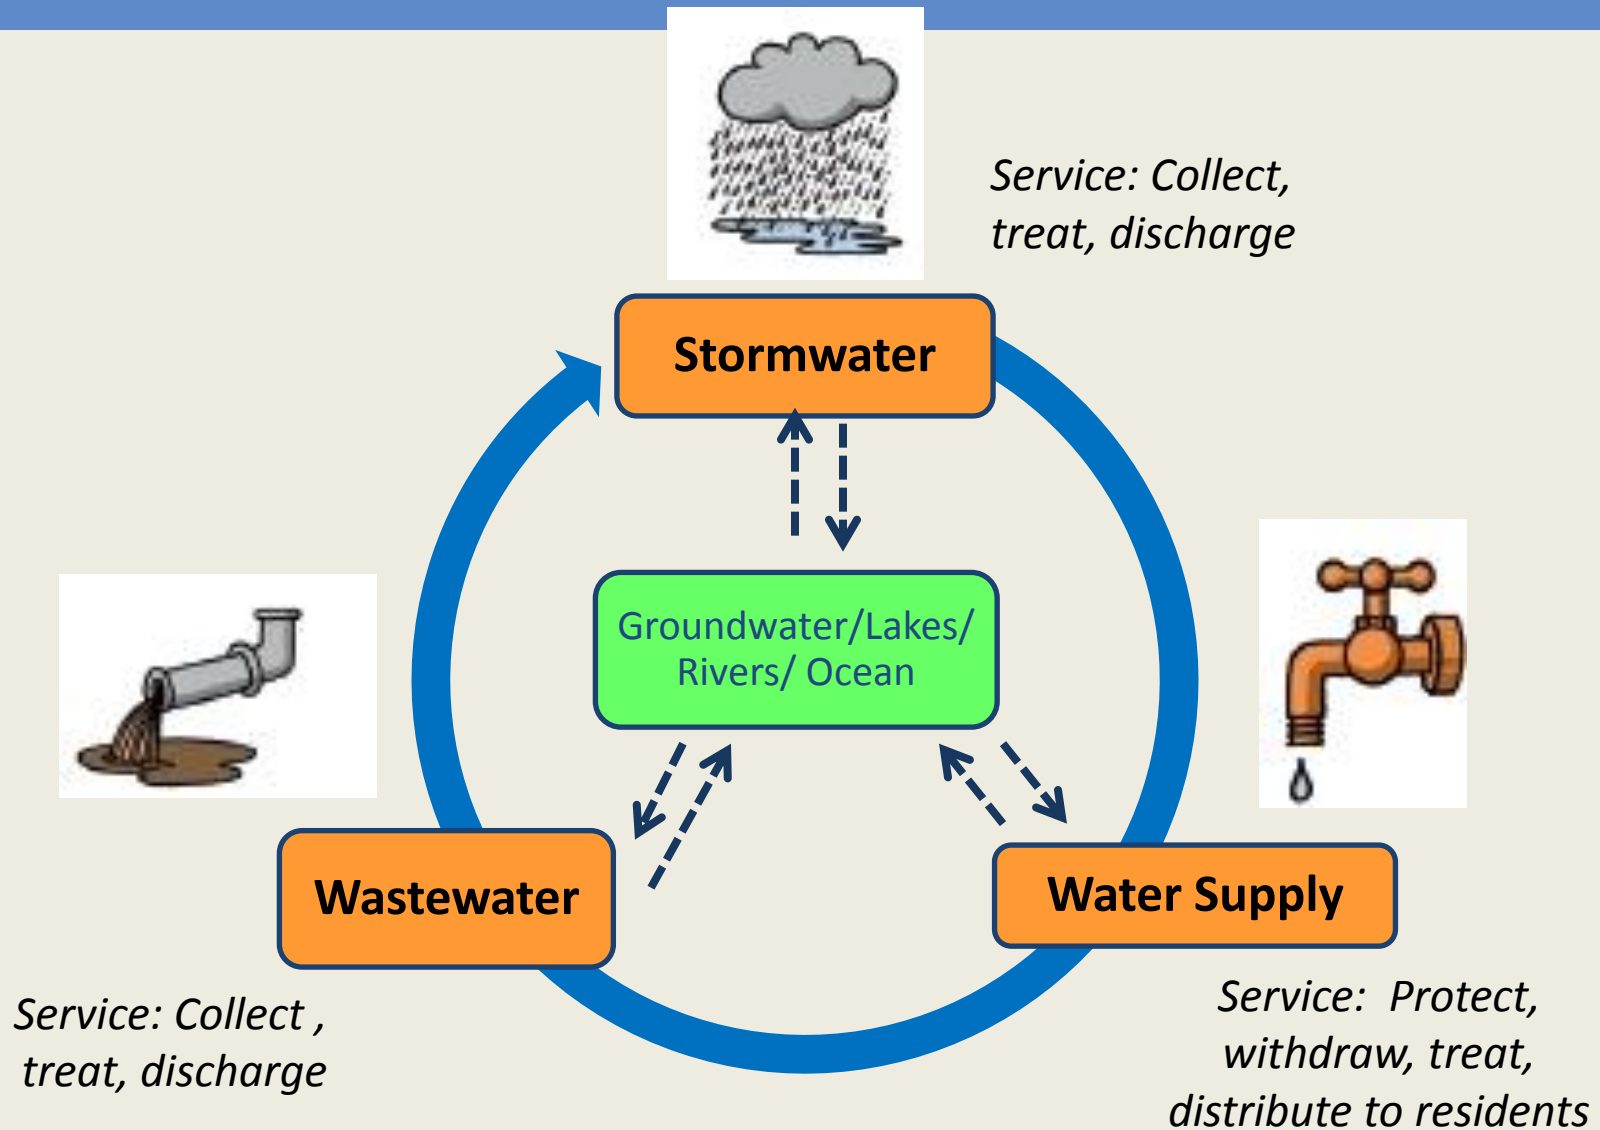 Service: Collect,
treat, discharge
Stormwater
Groundwater/Lakes/
Rivers/ Ocean
Wastewater
Water Supply
Service: Collect ,
treat, discharge
Service:  Protect,
withdraw, treat,
distribute to residents